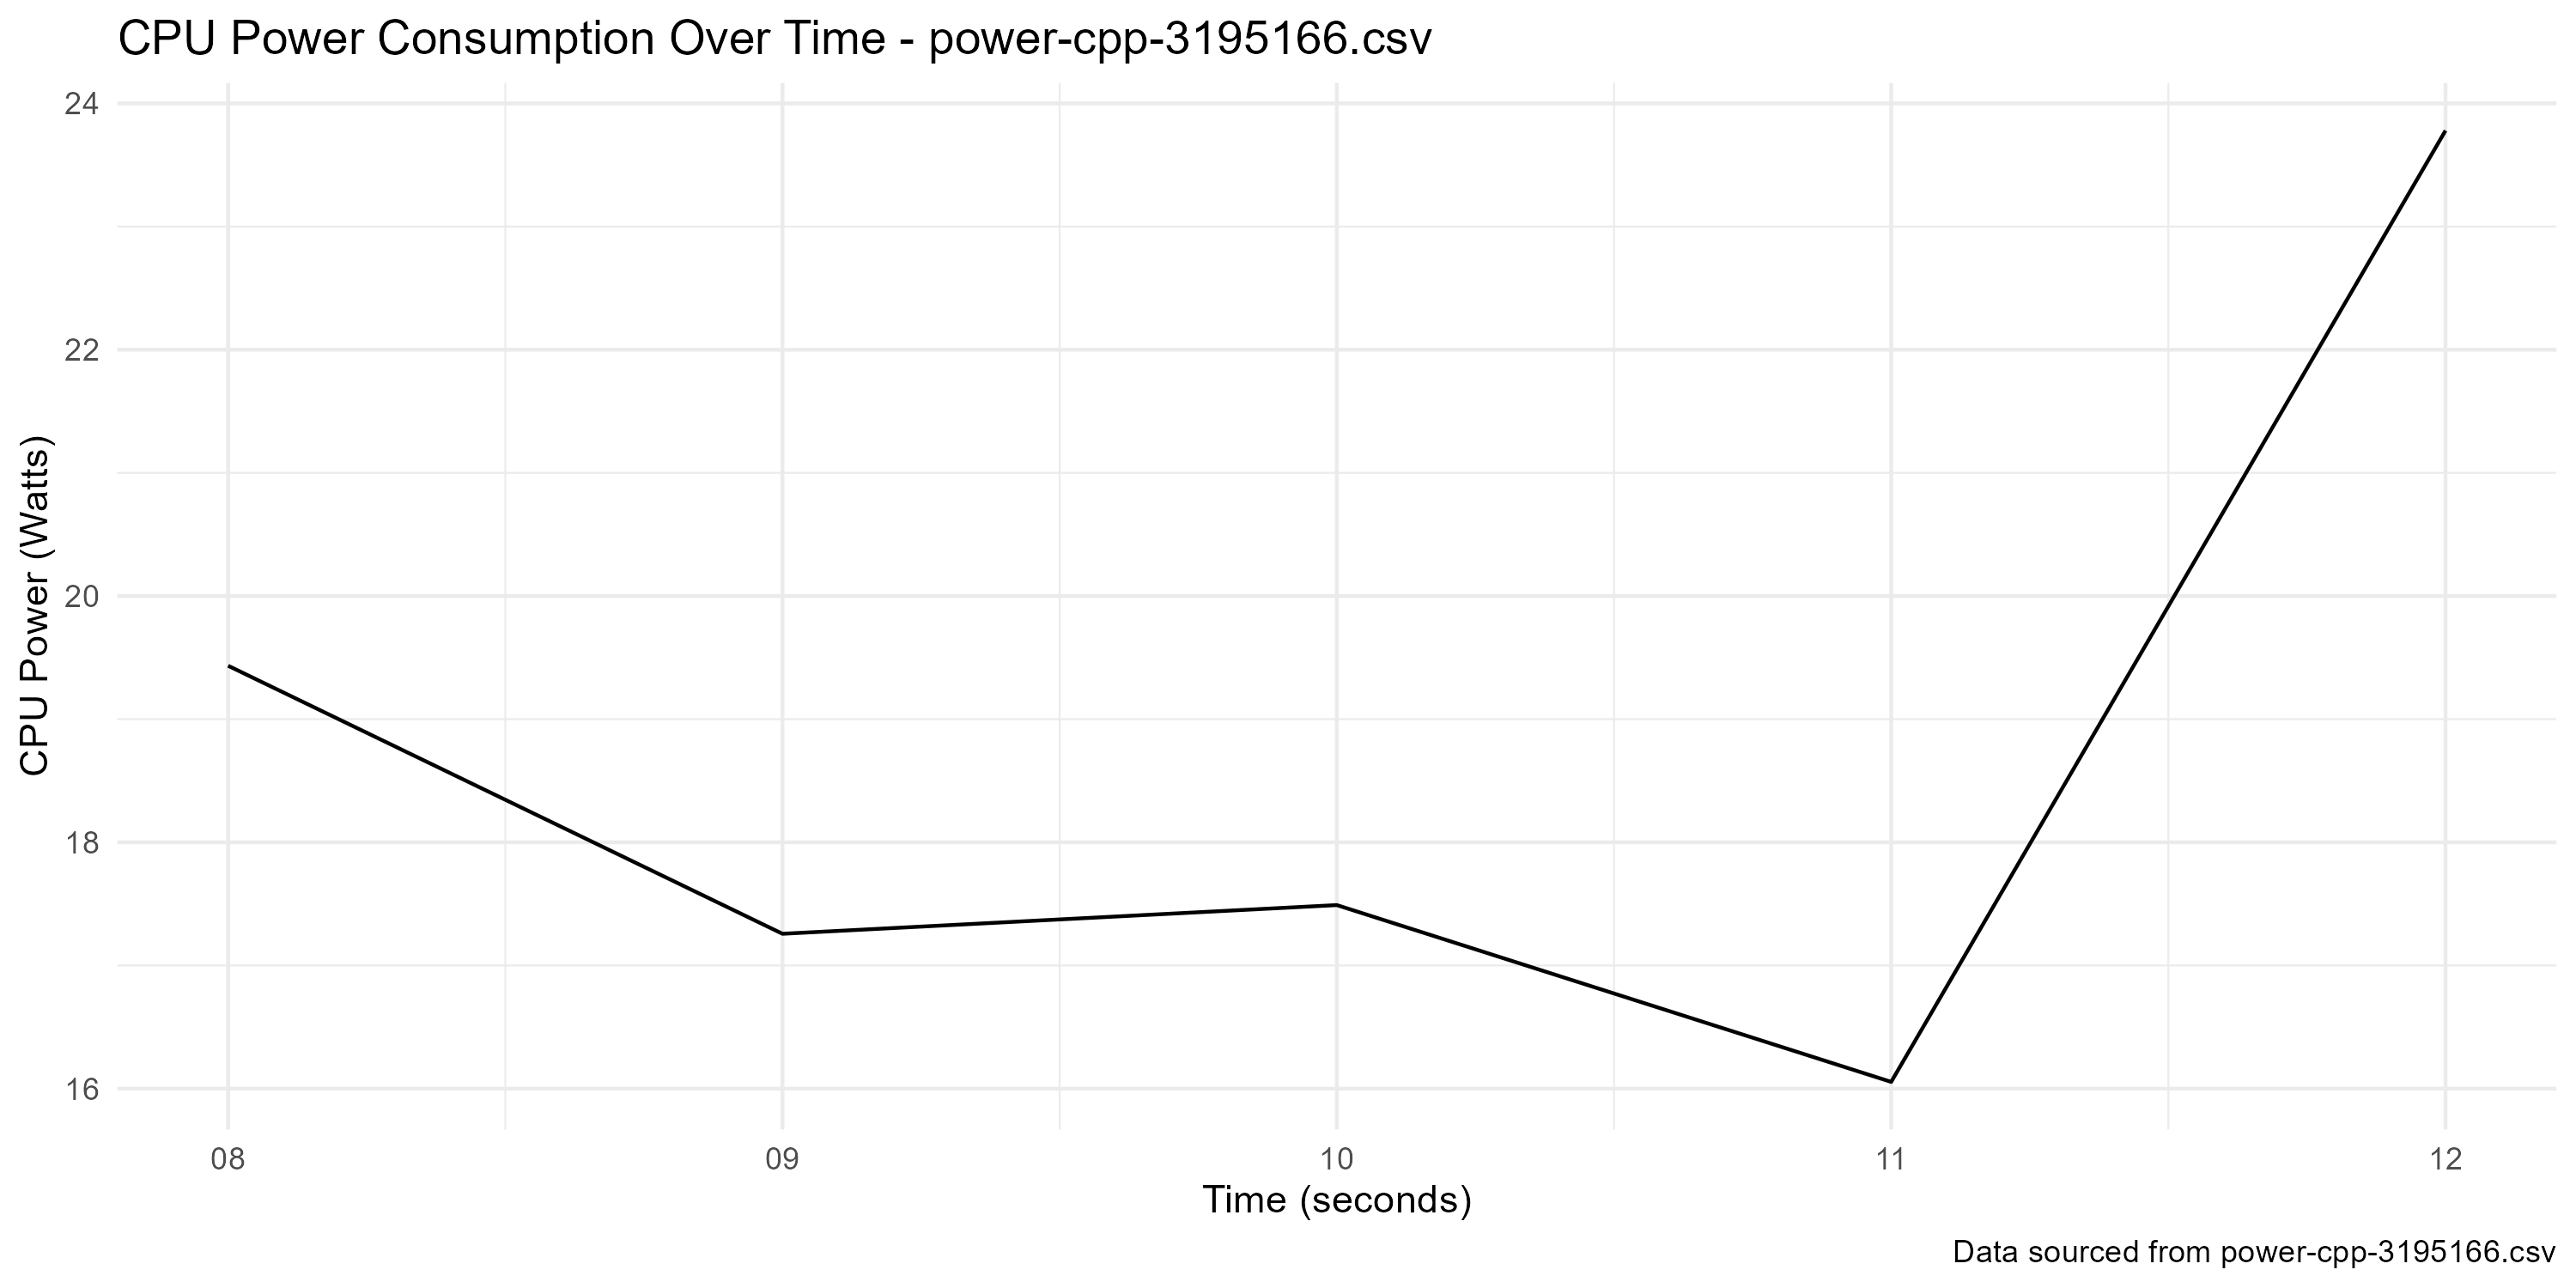 CPU Power Consumption Over Time - power-cpp-3195166.csv
CPU Power (Watts)
24
22
20
18
16
08 09 10 11 12
Time (seconds)
Data sourced from power-cpp-3195166.csv